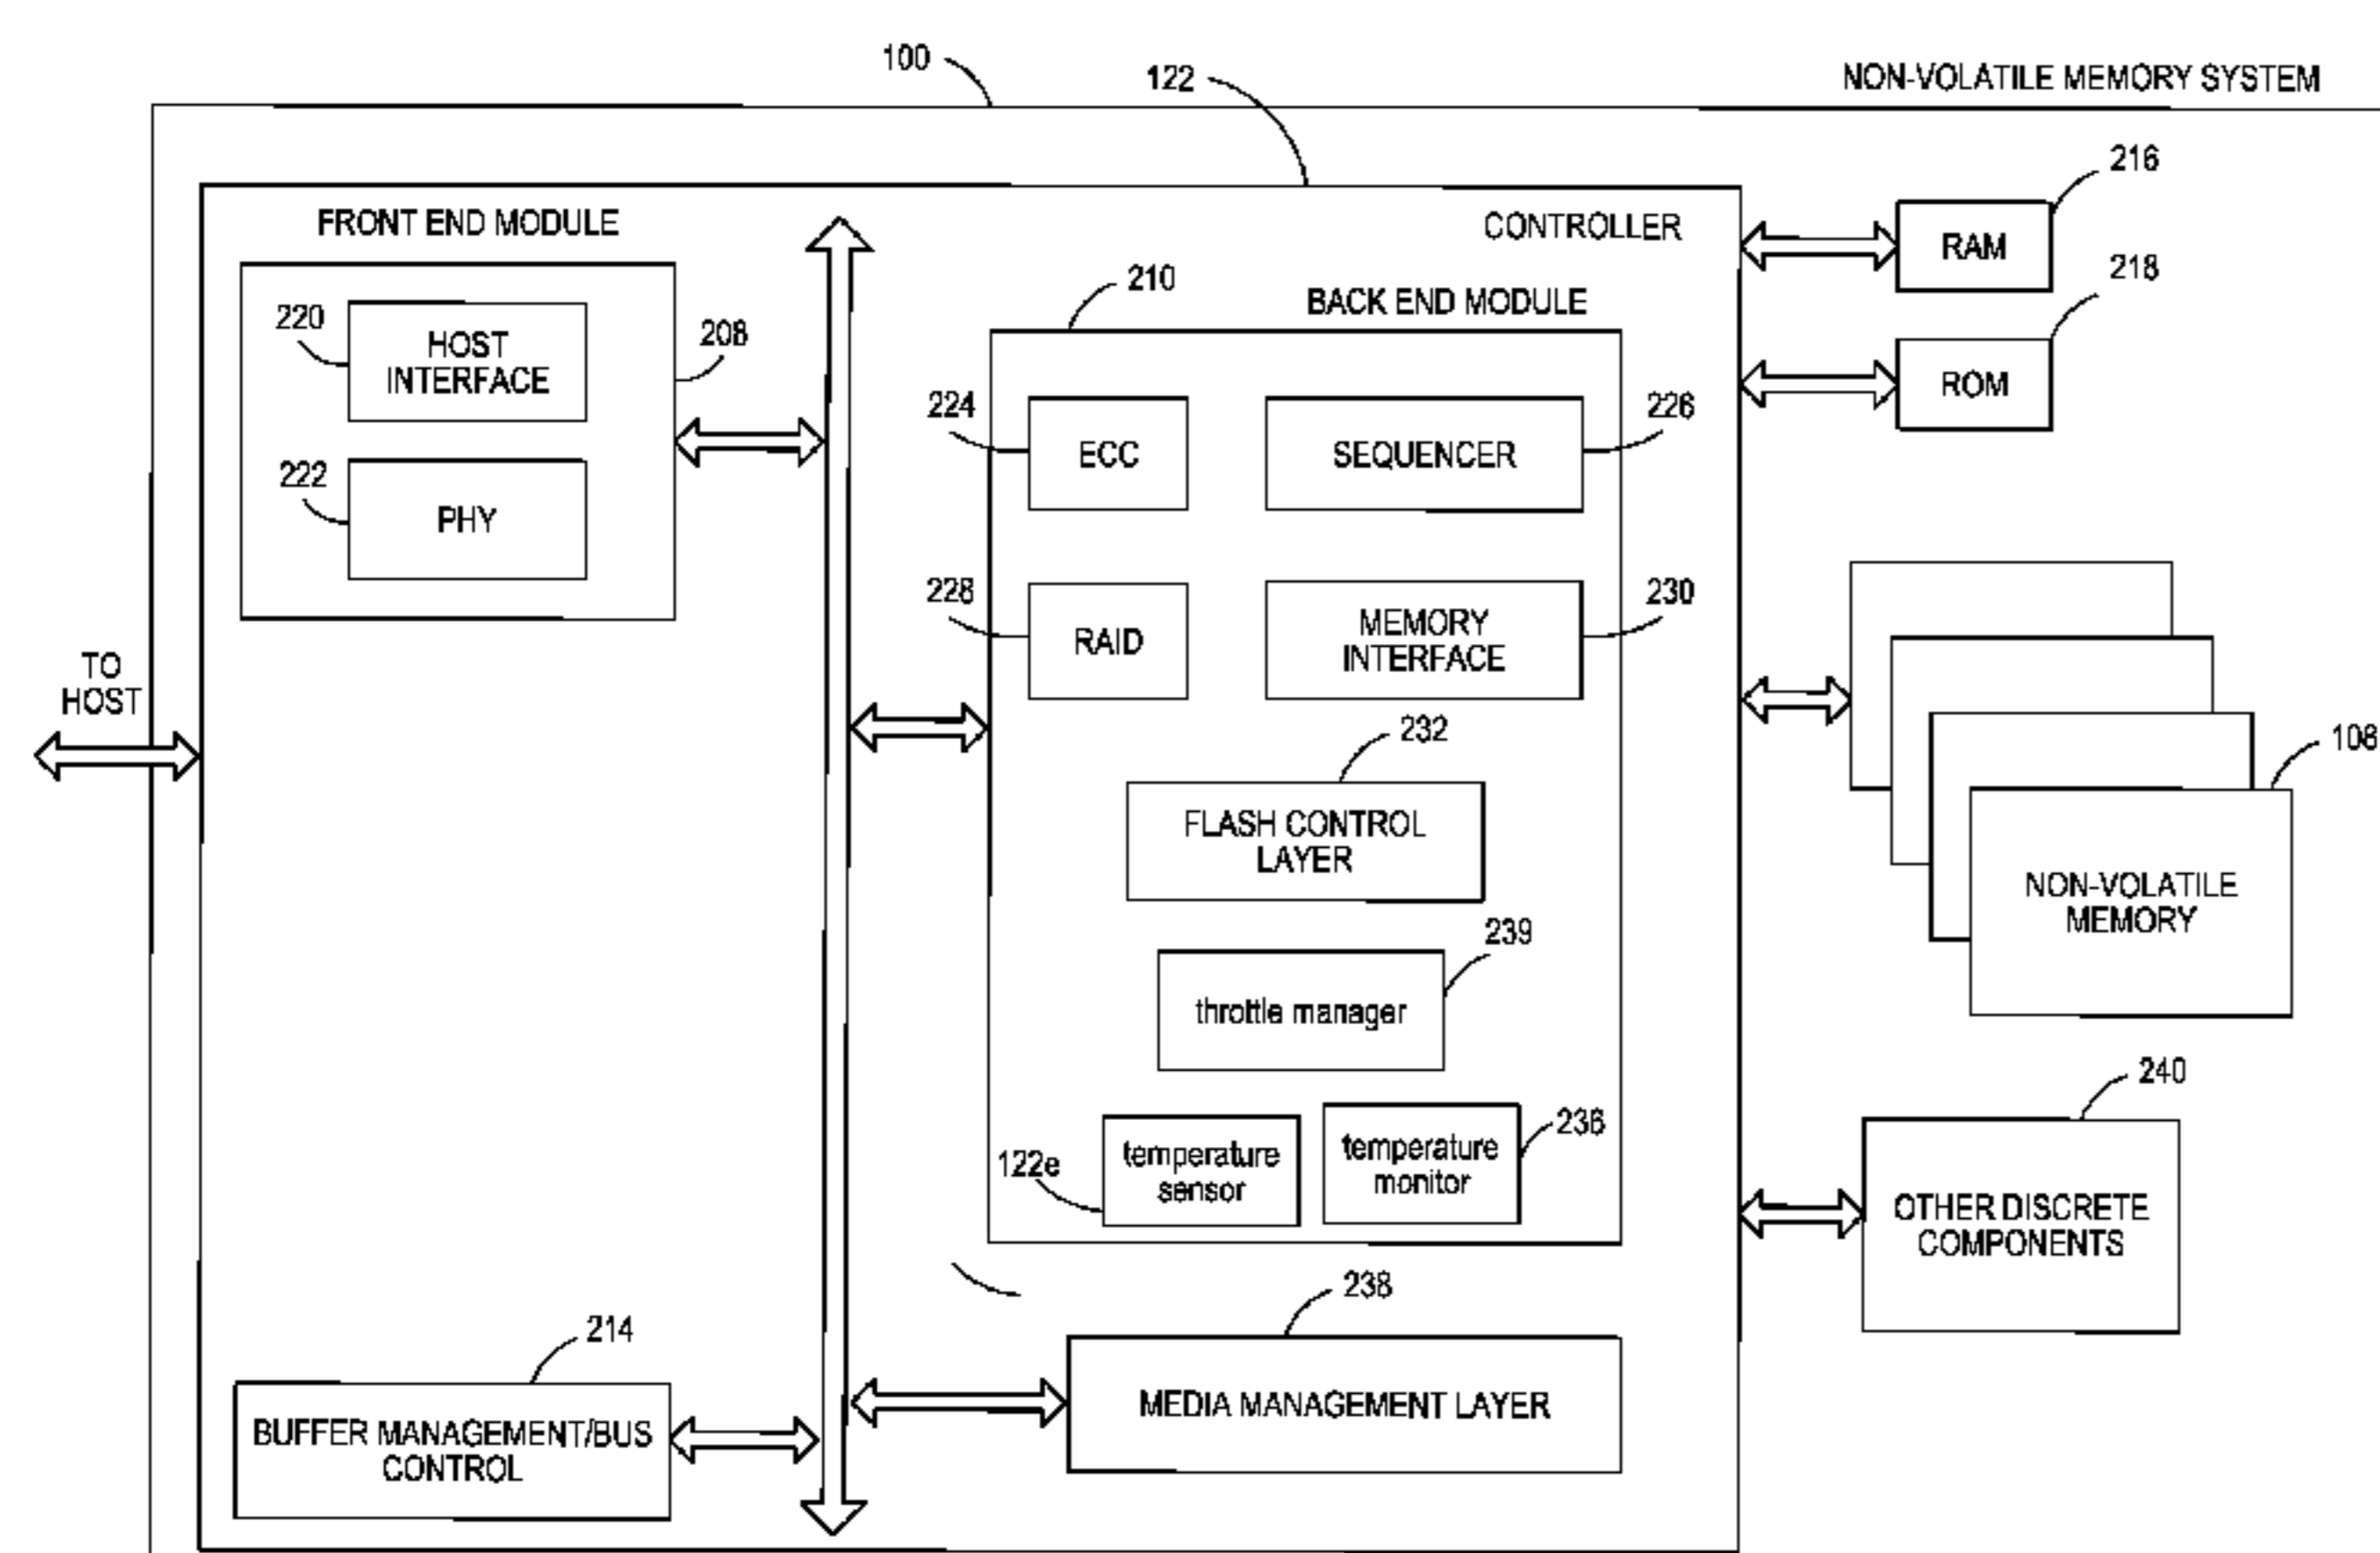 100
122
NON-VOLATILE MEMORY SYSTEM
216
FRONT END MODULE
CONTROLLER
RAM
218
210
BACK END MODULE
220
HOST
INTERFACE
208
ROM
224
ECC
SEQUENCER
226
222
PHY
228
RAID
MEMORY
INTERFACE
230
TO
HOST
232
108
FLASH CONTROL
LAYER
NON-VOLATILE
MEMORY
239
throttle manager
240
122e
temperature
sensor
temperature
monitor
236
OTHER DISCRETE
COMPONENTS
238
214
MEDIA MANAGEMENT LAYER
BUFFER MANAGEMENT/BUS
CONTROL